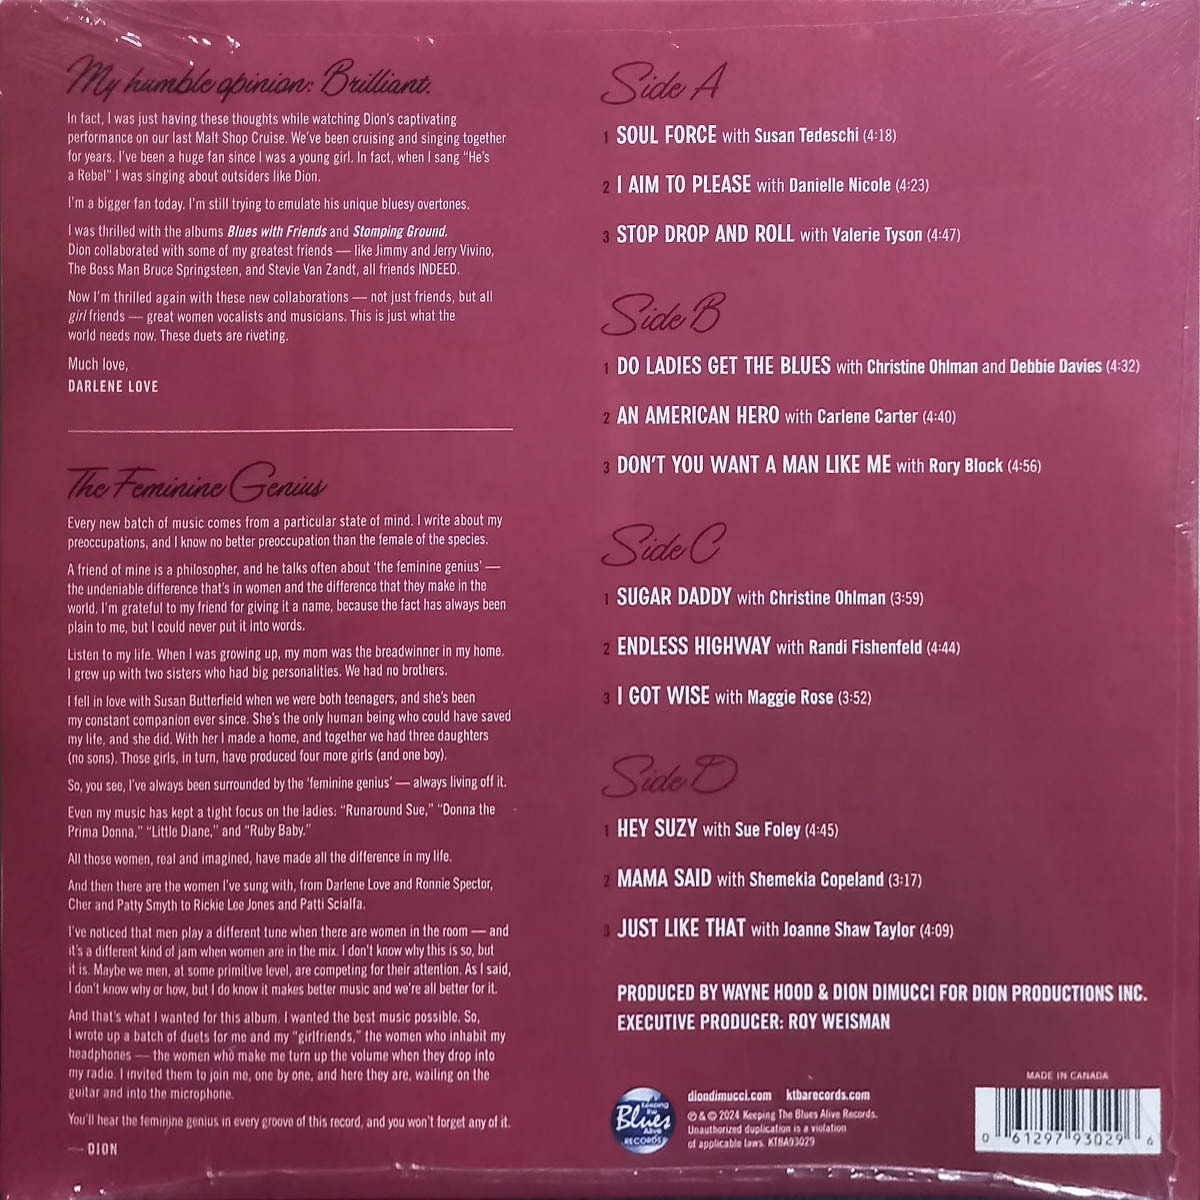 My humble opinion: Brilliant.
In fact, I was just having these thoughts while watching Dion's captivating
performance on our last Malt Shop Cruise. We've been cruising and singing together
for years. I've been a huge fan since I was a young girl. In fact, when I sang "He's
a Rebel" I was singing about outsiders like Dion.
I'm a bigger fan today. I'm still trying to emulate his unique bluesy overtones.
I was thrilled with the albums Blues with Friends and Stomping Ground.
Dion collaborated with some of my greatest friends — like Jimmy and Jerry Vivino,
The Boss Man Bruce Springsteen, and Stevie Van Zandt, all friends INDEED.
Now I'm thrilled again with these new collaborations — not just friends, but all
girl friends — great women vocalists and musicians. This is just what the
world needs now. These duets are riveting.
Much love,
DARLENE LOVE
The Feminine Genius
Every new batch of music comes from a particular state of mind. I write about my
preoccupations, and I know no better preoccupation than the female of the species.
A friend of mine is a philosopher, and he talks often about 'the feminine genius' —
the undeniable difference that's in women and the difference that they make in the
world. I'm grateful to my friend for giving it a name, because the fact has always been
plain to me, but I could never put it into words.
Listen to my life. When I was growing up, my mom was the breadwinner in my home.
I grew up with two sisters who had big personalities. We had no brothers.
I fell in love with Susan Butterfield when we were both teenagers, and she's been
my constant companion ever since. She's the only human being who could have saved
my life, and she did. With her I made a home, and together we had three daughters
(no sons). Those girls, in turn, have produced four more girls (and one boy).
So, you see, I've always been surrounded by the 'feminine genius' — always living off it.
Even my music has kept a tight focus on the ladies: "Runaround Sue," "Donna the
Prima Donna," "Little Diane," and "Ruby Baby."
All those women, real and imagined, have made all the difference in my life.
And then there are the women I've sung with, from Darlene Love and Ronnie Spector,
Cher and Patty Smyth to Rickie Lee Jones and Patti Scialfa.
I've noticed that men play a different tune when there are women in the room — and
it's a different kind of jam when women are in the mix. I don't know why this is so, but
it is. Maybe we men, at some primitive level, are competing for their attention. As I said,
I don't know why or how, but I do know it makes better music and we're all better for it.
And that's what I wanted for this album. I wanted the best music possible. So,
I wrote up a batch of duets for me and my "girlfriends," the women who inhabit my
headphones — the women who make me turn up the volume when they drop into
my radio. I invited them to join me, one by one, and here they are, wailing on the
guitar and into the microphone.
You'll hear the feminine genius in every groove of this record, and you won't forget any of it.
— DION
Side A
1 SOUL FORCE with Susan Tedeschi (4:18)
2 I AIM TO PLEASE with Danielle Nicole (4:23)
3 STOP DROP AND ROLL with Valerie Tyson (4:47)
Side B
1 DO LADIES GET THE BLUES with Christine Ohlman and Debbie Davies (4:32)
2 AN AMERICAN HERO with Carlene Carter (4:40)
3 DON'T YOU WANT A MAN LIKE ME with Rory Block (4:56)
Side C
1 SUGAR DADDY with Christine Ohlman (3:59)
2 ENDLESS HIGHWAY with Randi Fishenfeld (4:44)
3 I GOT WISE with Maggie Rose (3:52)
Side D
1 HEY SUZY with Sue Foley (4:45)
2 MAMA SAID with Shemekia Copeland (3:17)
3 JUST LIKE THAT with Joanne Shaw Taylor (4:09)
PRODUCED BY WAYNE HOOD & DION DIMUCCI FOR DION PRODUCTIONS INC.
EXECUTIVE PRODUCER: ROY WEISMAN
Keeping
the
Blues
Alive
RECORDS
diondimucci.com ktbarecords.com
℗ & © 2024 Keeping The Blues Alive Records.
Unauthorized duplication is a violation
of applicable laws. KTBA93029
MADE IN CANADA
0 61297 93029 6